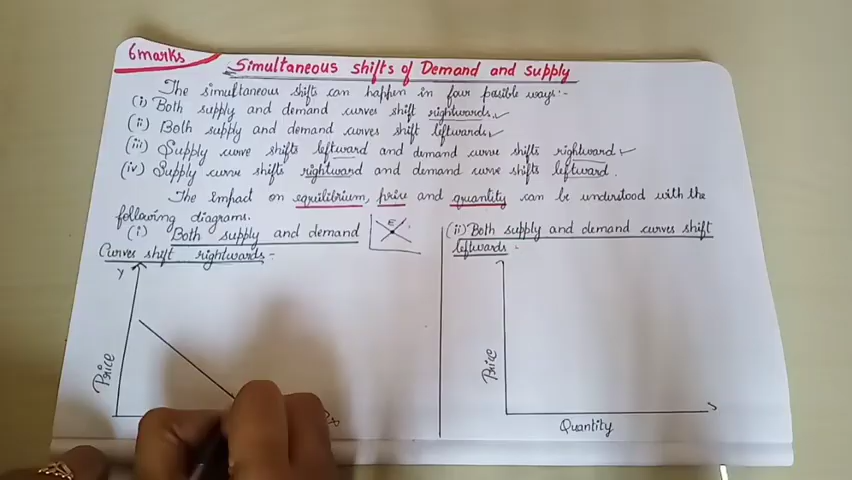 6marks
Simultaneous Shifts of Demand and Supply
The simultaneous shift can happen in four posible ways:-
(i) Both supply and demand curves shift rightwards.
(ii) Both supply and demand curves shift leftwards.
(iii) Supply curve shifts leftward and demand curve shifts rightward
(iv) Supply curve shifts rightward and demand curve shifts leftward.
The impact on equilibrium, price and quantity can be understood with the
following diagrams.
(i) Both supply and demand
Curves shift rightwards:-
E
Y
Price
(ii) Both supply and demand curves shift
leftwards:
Price
Quantity